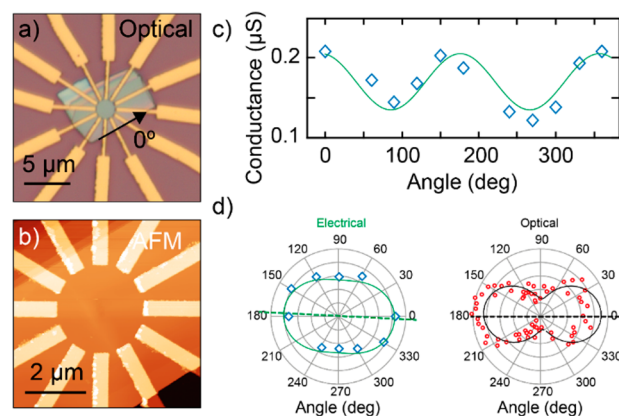 a)
Optical
0º
5 μm
b)
AFM
2 μm
c)
Conductance (μS)
0.2
0.1
0
100
200
300
Angle (deg)
d)
Electrical
90
120
60
150
30
180
0
210
330
240
300
270
Angle (deg)
Optical
90
120
60
150
30
180
0
210
330
240
300
270
Angle (deg)